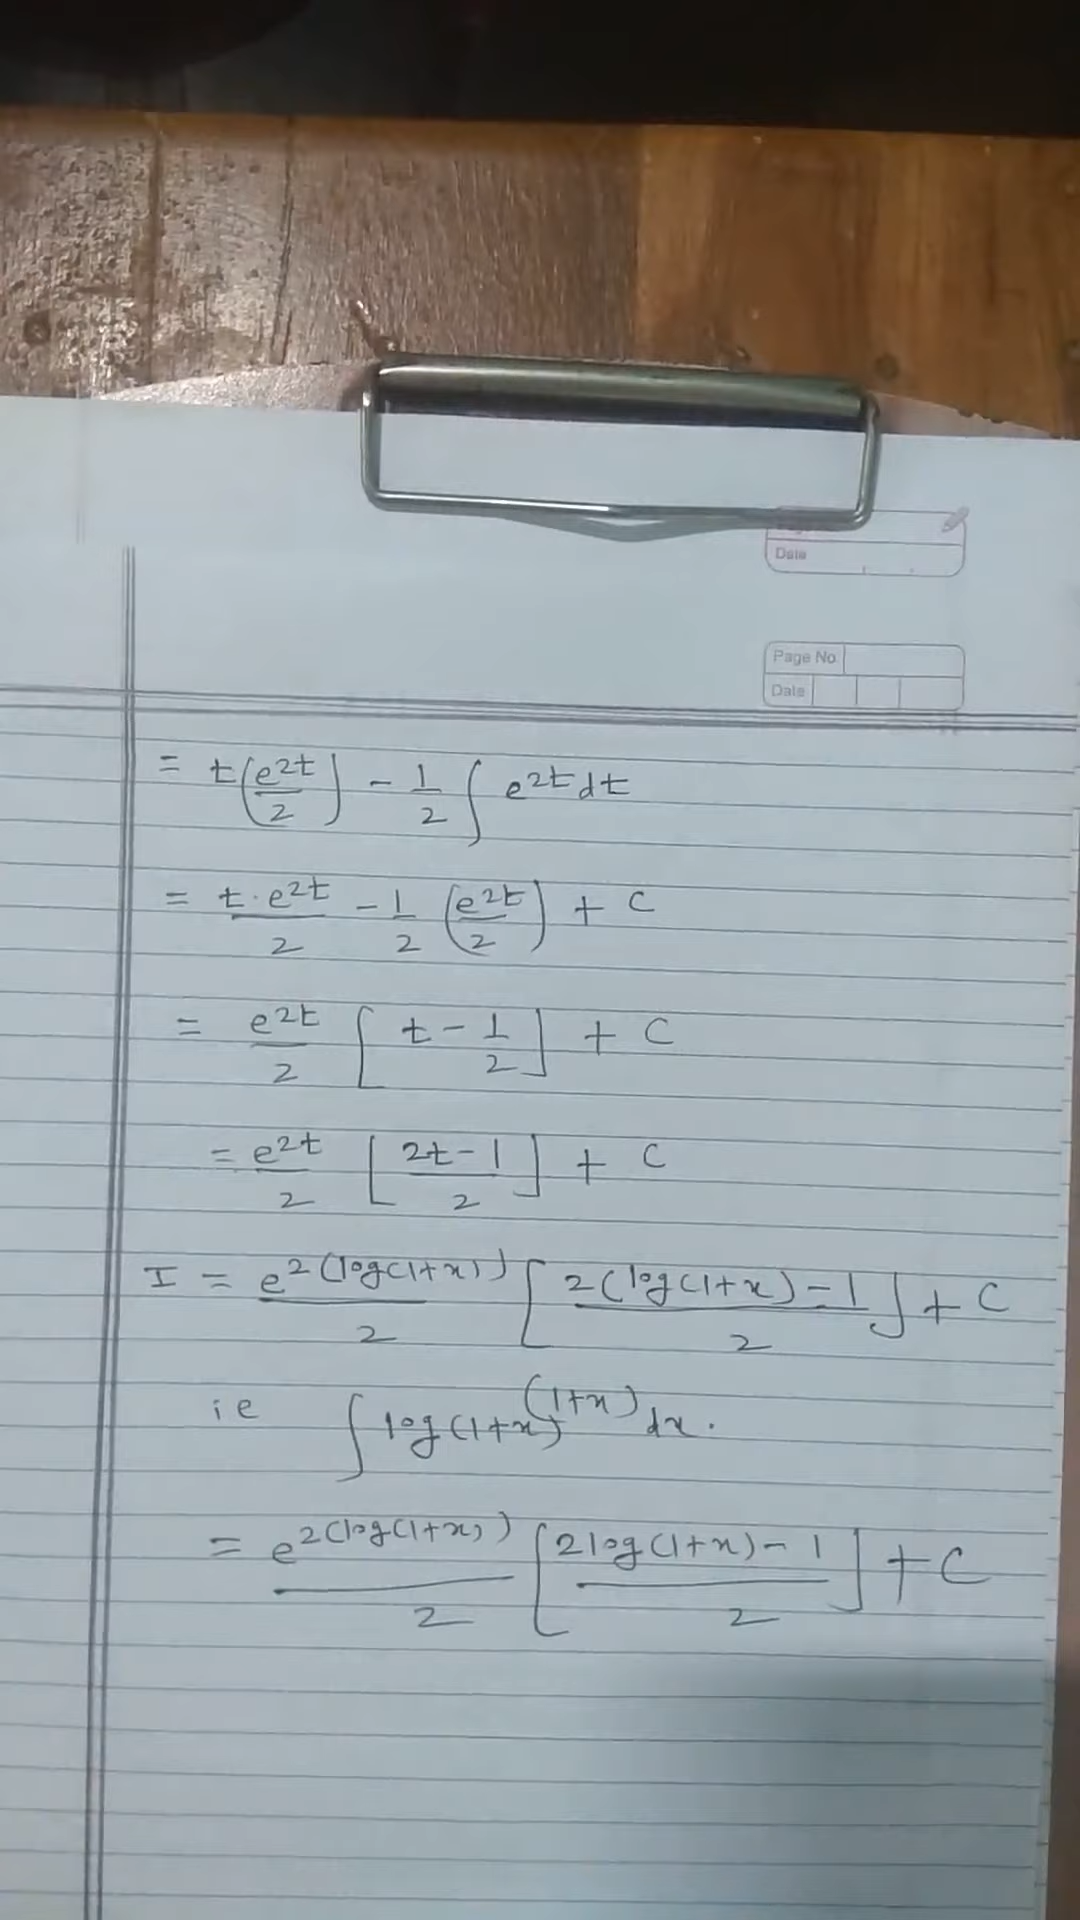 Date
Page No
Date
= t(e^2t/2) - 1/2 ∫ e^2t dt
= t·e^2t/2 - 1/2 (e^2t/2) + C
= e^2t/2 [t - 1/2] + C
= e^2t/2 [2t - 1/2] + C
I = e^2(log(1+x))/2 [2(log(1+x) - 1/2] + C
ie ∫ log(1+x)^(1+x) dx.
= e^2(log(1+x))/2 [2log(1+x) - 1/2] + C